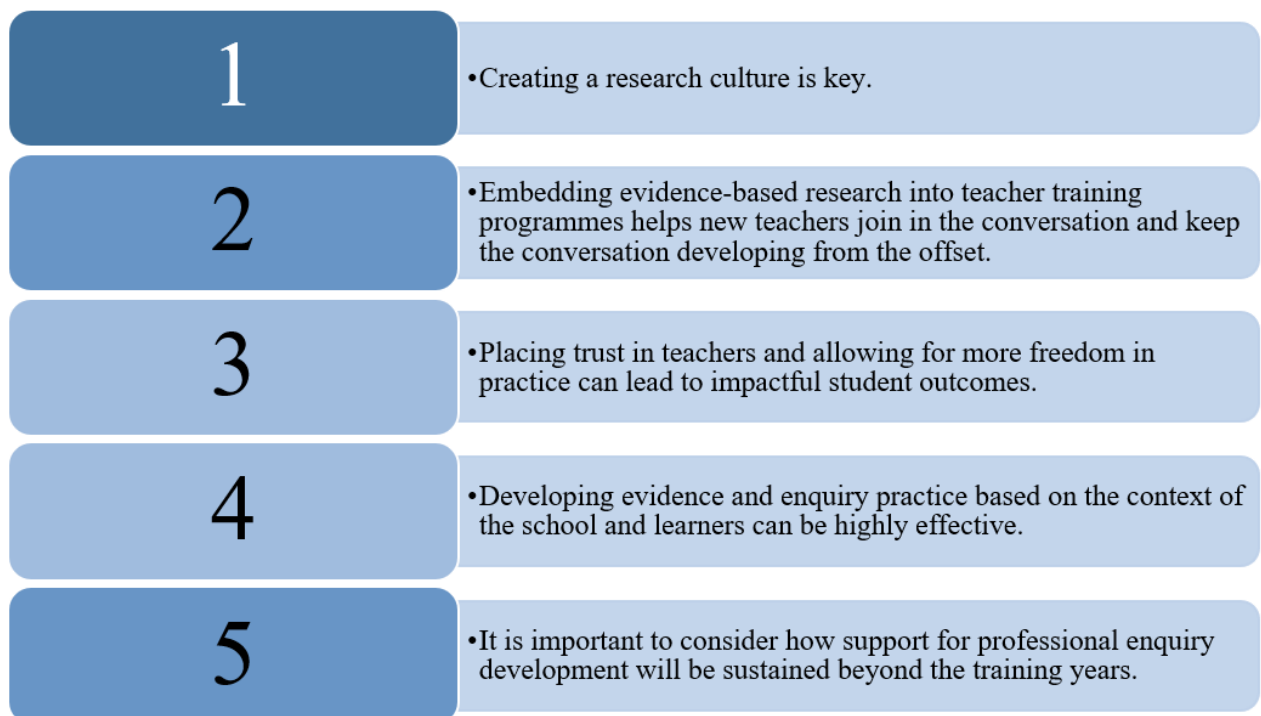 1
•Creating a research culture is key.
2
•Embedding evidence-based research into teacher training
programmes helps new teachers join in the conversation and keep
the conversation developing from the offset.
3
•Placing trust in teachers and allowing for more freedom in
practice can lead to impactful student outcomes.
4
•Developing evidence and enquiry practice based on the context of
the school and learners can be highly effective.
5
•It is important to consider how support for professional enquiry
development will be sustained beyond the training years.